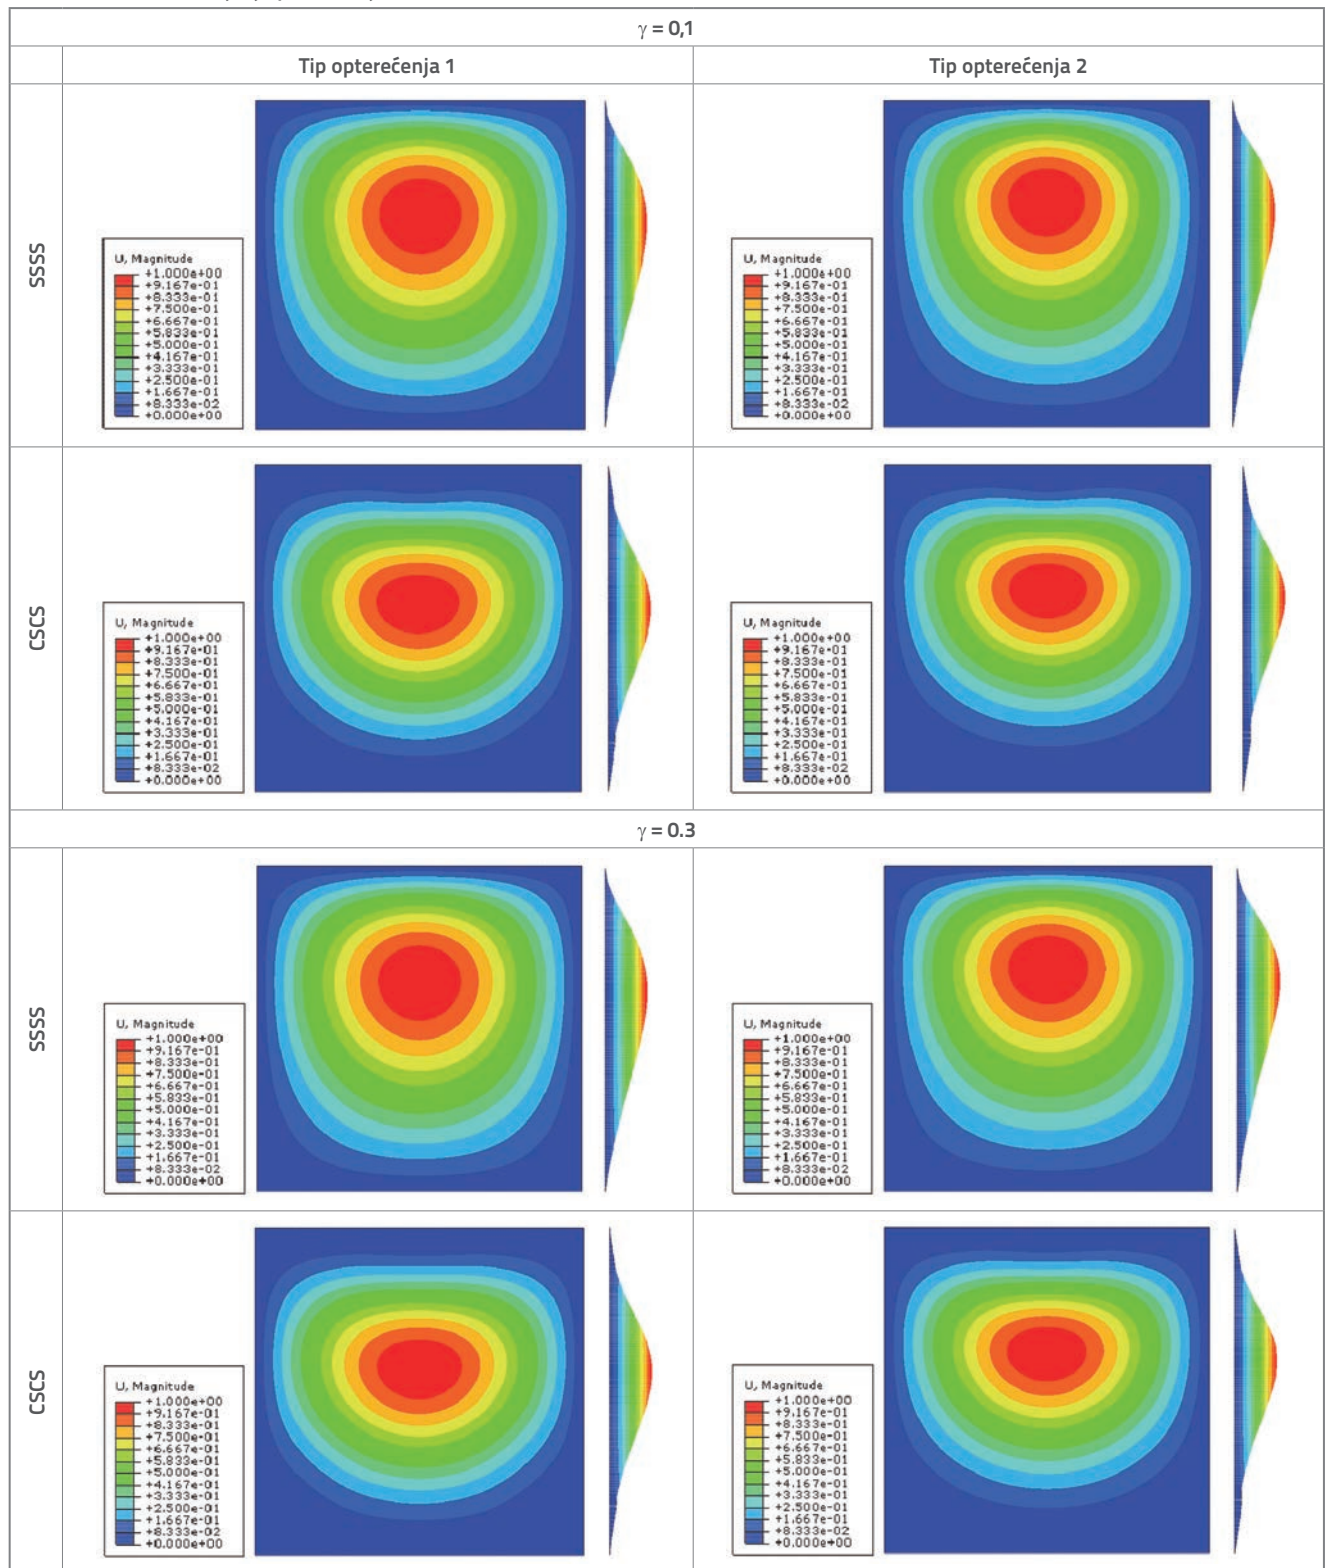 γ = 0,1
Tip opterećenja 1
Tip opterećenja 2
SSSS
U, Magnitude
+1.000e+00
+9.167e-01
+8.333e-01
+7.500e-01
+6.667e-01
+5.833e-01
+5.000e-01
+4.167e-01
+3.333e-01
+2.500e-01
+1.667e-01
+8.333e-02
+0.000e+00
U, Magnitude
+1.000e+00
+9.167e-01
+8.333e-01
+7.500e-01
+6.667e-01
+5.833e-01
+5.000e-01
+4.167e-01
+3.333e-01
+2.500e-01
+1.667e-01
+8.333e-02
+0.000e+00
CSCS
U, Magnitude
+1.000e+00
+9.167e-01
+8.333e-01
+7.500e-01
+6.667e-01
+5.833e-01
+5.000e-01
+4.167e-01
+3.333e-01
+2.500e-01
+1.667e-01
+8.333e-02
+0.000e+00
U, Magnitude
+1.000e+00
+9.167e-01
+8.333e-01
+7.500e-01
+6.667e-01
+5.833e-01
+5.000e-01
+4.167e-01
+3.333e-01
+2.500e-01
+1.667e-01
+8.333e-02
+0.000e+00
γ = 0.3
SSSS
U, Magnitude
+1.000e+00
+9.167e-01
+8.333e-01
+7.500e-01
+6.667e-01
+5.833e-01
+5.000e-01
+4.167e-01
+3.333e-01
+2.500e-01
+1.667e-01
+8.333e-02
+0.000e+00
U, Magnitude
+1.000e+00
+9.167e-01
+8.333e-01
+7.500e-01
+6.667e-01
+5.833e-01
+5.000e-01
+4.167e-01
+3.333e-01
+2.500e-01
+1.667e-01
+8.333e-02
+0.000e+00
CSCS
U, Magnitude
+1.000e+00
+9.167e-01
+8.333e-01
+7.500e-01
+6.667e-01
+5.833e-01
+5.000e-01
+4.167e-01
+3.333e-01
+2.500e-01
+1.667e-01
+8.333e-02
+0.000e+00
U, Magnitude
+1.000e+00
+9.167e-01
+8.333e-01
+7.500e-01
+6.667e-01
+5.833e-01
+5.000e-01
+4.167e-01
+3.333e-01
+2.500e-01
+1.667e-01
+8.333e-02
+0.000e+00